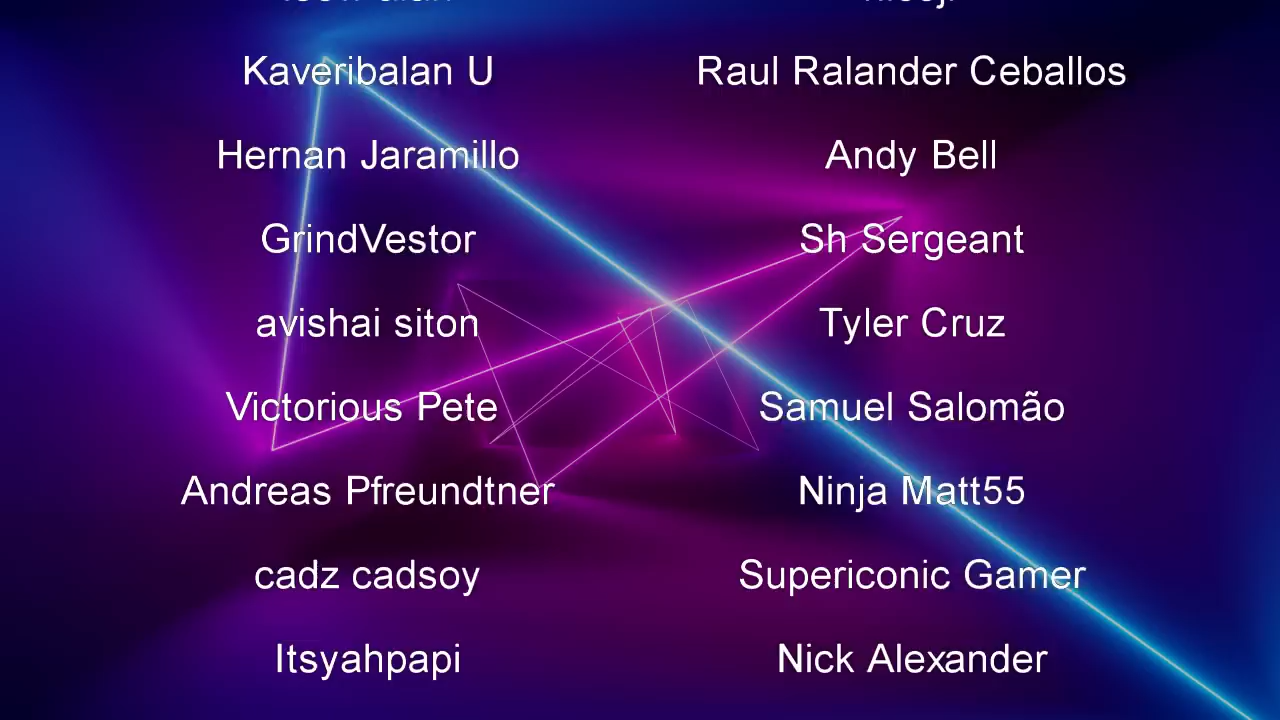 Kaveribalan U
Raul Ralander Ceballos
Hernan Jaramillo
Andy Bell
GrindVestor
Sh Sergeant
avishai siton
Tyler Cruz
Victorious Pete
Samuel Salomão
Andreas Pfreundtner
Ninja Matt55
cadz cadsoy
Supericonic Gamer
Itsyahpapi
Nick Alexander